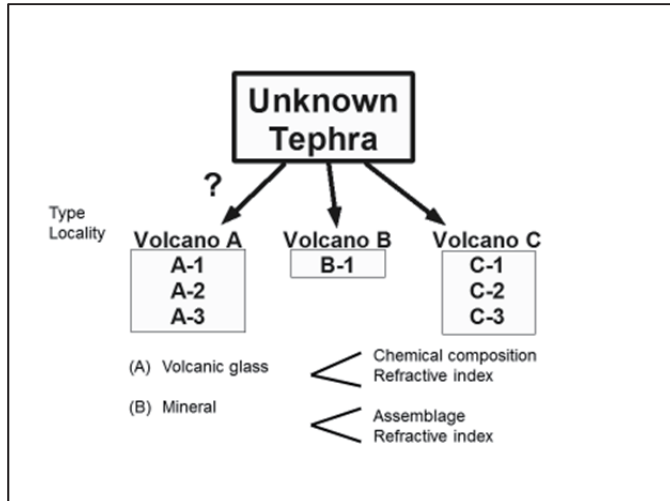 Unknown
Tephra
?
Type
Locality
Volcano A
Volcano B
Volcano C
A-1
A-2
A-3
B-1
C-1
C-2
C-3
(A) Volcanic glass
Chemical composition
Refractive index
(B) Mineral
Assemblage
Refractive index